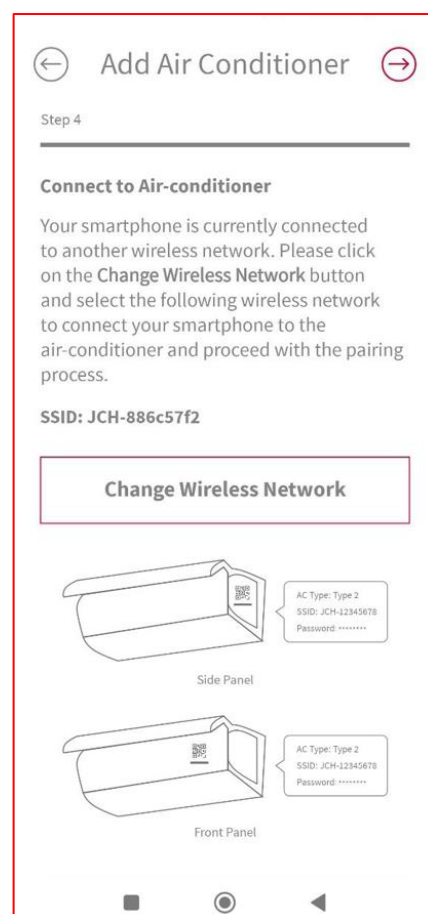 Add Air Conditioner
Step 4
Connect to Air-conditioner
Your smartphone is currently connected
to another wireless network. Please click
on the Change Wireless Network button
and select the following wireless network
to connect your smartphone to the
air-conditioner and proceed with the pairing
process.
SSID: JCH-886c57f2
Change Wireless Network
AC Type: Type 2
SSID: JCH-12345678
Password: ••••••••
Side Panel
AC Type: Type 2
SSID: JCH-12345678
Password: ••••••••
Front Panel